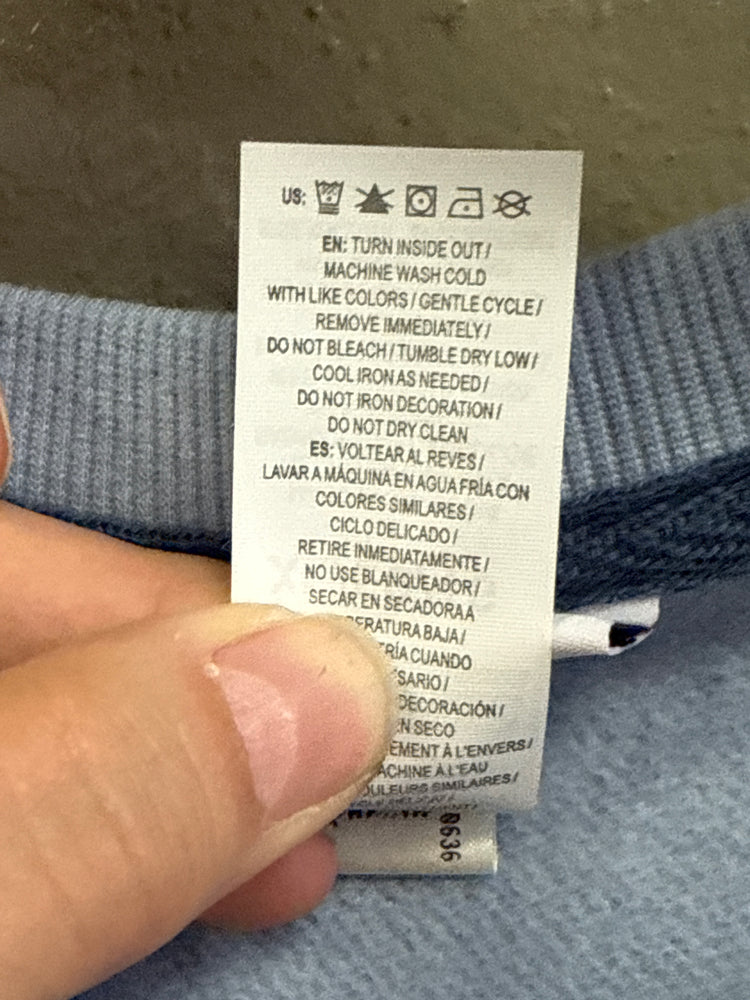 US:
EN: TURN INSIDE OUT /
MACHINE WASH COLD
WITH LIKE COLORS / GENTLE CYCLE /
REMOVE IMMEDIATELY /
DO NOT BLEACH / TUMBLE DRY LOW /
COOL IRON AS NEEDED /
DO NOT IRON DECORATION /
DO NOT DRY CLEAN
ES: VOLTEAR AL REVES /
LAVAR A MÁQUINA EN AGUA FRÍA CON
COLORES SIMILARES /
CICLO DELICADO /
RETIRE INMEDIATAMENTE /
NO USE BLANQUEADOR /
SECAR EN SECADORA A
ERATURA BAJA /
RÍA CUANDO
SARIO /
DECORACIÓN /
EN SECO
EMENT À L'ENVERS /
ACHINE À L'EAU
OULEURS SIMILAIRES /
0636